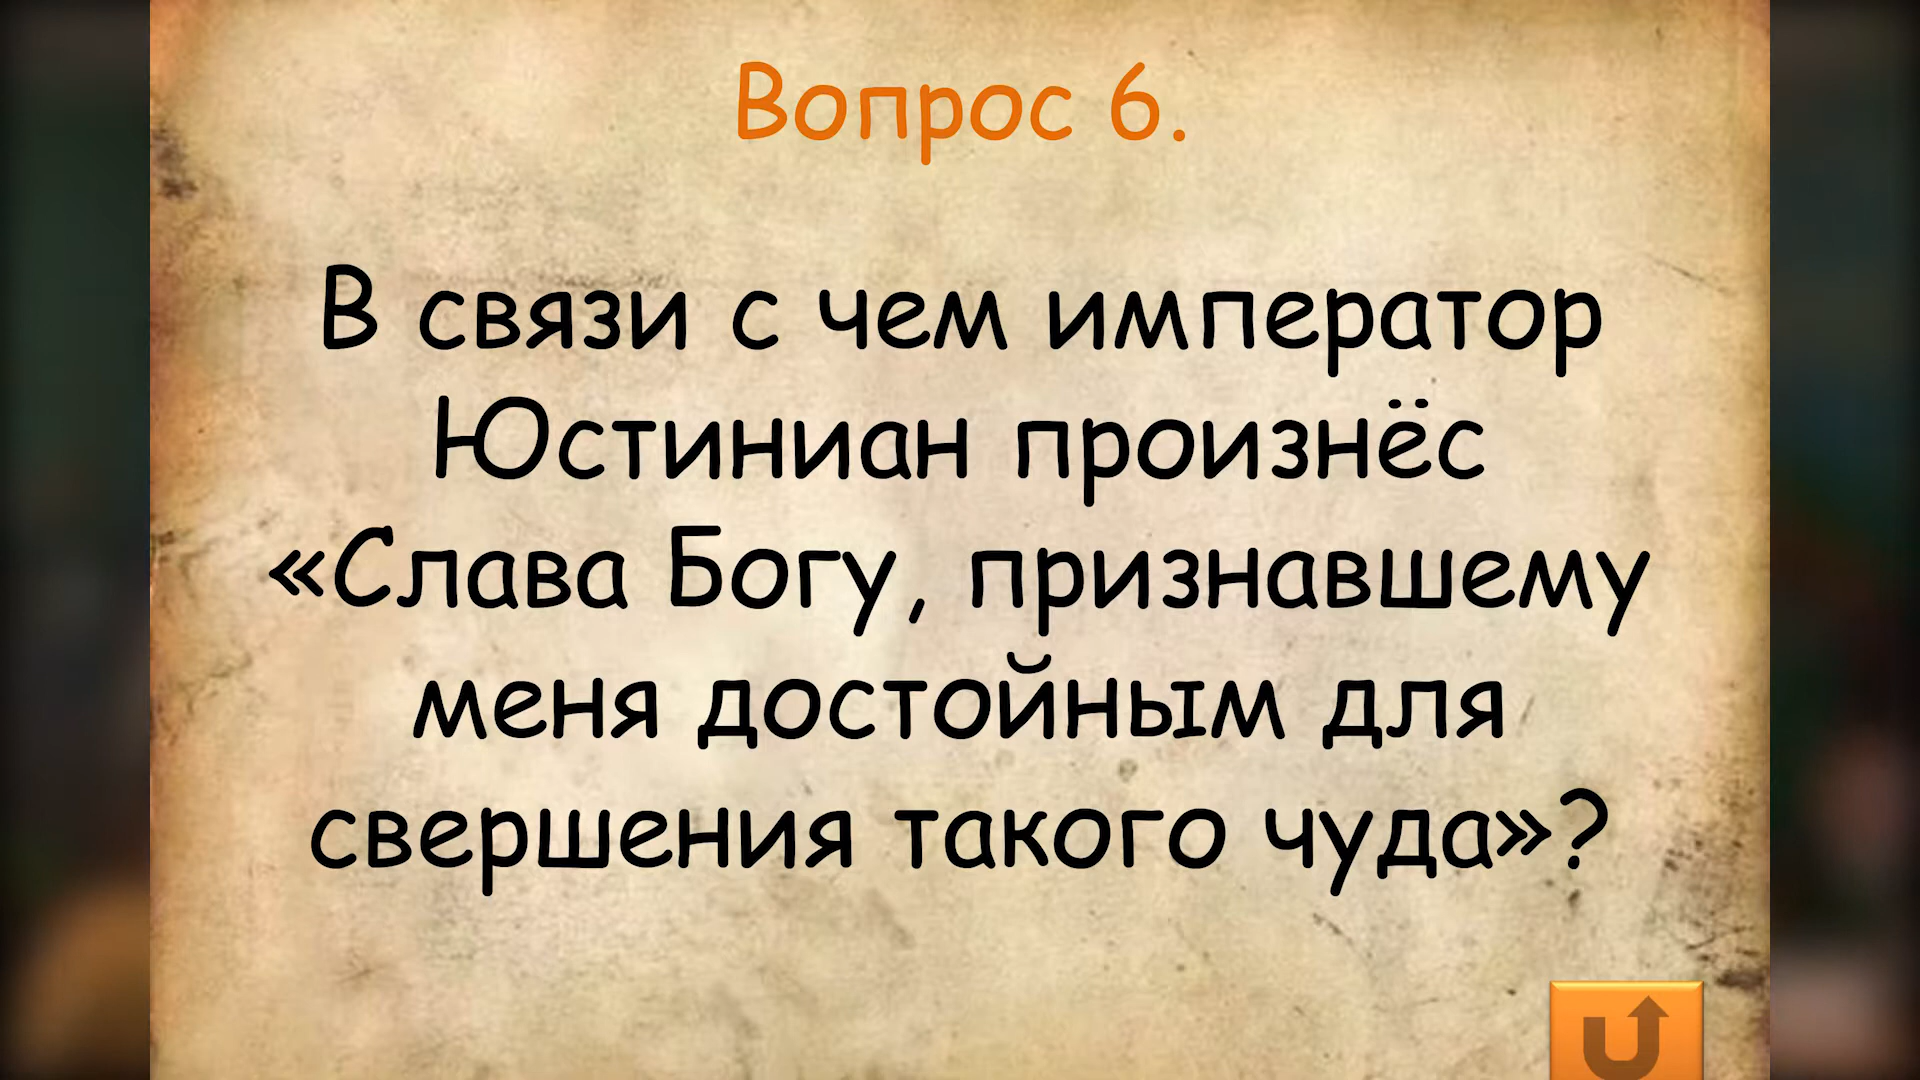 Вопрос 6.
В связи с чем император
Юстиниан произнёс
«Слава Богу, признавшему
меня достойным для
свершения такого чуда»?